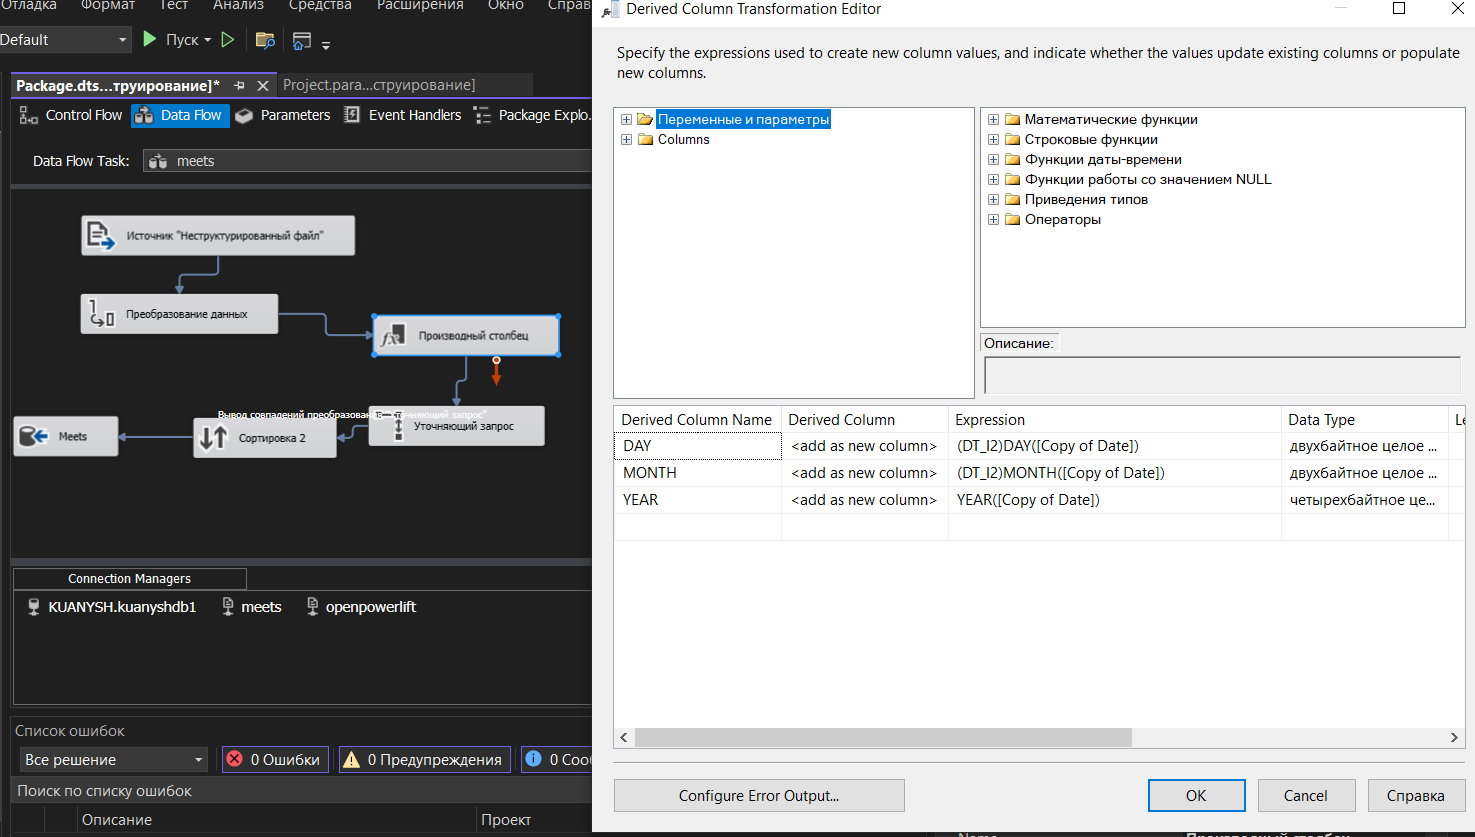 Отладка Формат Тест Анализ Средства Расширения Окно Справ
Default Пуск
Package.dts...труирование]* Project.para...струирование]
Control Flow Data Flow Parameters Event Handlers Package Explo.
Data Flow Task: meets
Источник "Неструктурированный файл"
Преобразование данных
Производный столбец
Вывод совпадений преобразования "Уточняющий запрос"
Уточняющий запрос
Сортировка 2
Meets
Connection Managers
KUANYSH.kuanyshdb1 meets openpowerlift
Список ошибок
Все решение 0 Ошибки 0 Предупреждения 0 Соо
Поиск по списку ошибок
Описание Проект
Derived Column Transformation Editor
Specify the expressions used to create new column values, and indicate whether the values update existing columns or populate
new columns.
Переменные и параметры
Columns
Математические функции
Строковые функции
Функции даты-времени
Функции работы со значением NULL
Приведения типов
Операторы
Описание:
Derived Column Name Derived Column Expression Data Type Le
DAY <add as new column> (DT_I2)DAY([Copy of Date]) двухбайтное целое ...
MONTH <add as new column> (DT_I2)MONTH([Copy of Date]) двухбайтное целое ...
YEAR <add as new column> YEAR([Copy of Date]) четырехбайтное це...
Configure Error Output... OK Cancel Справка
Name Производный столбец